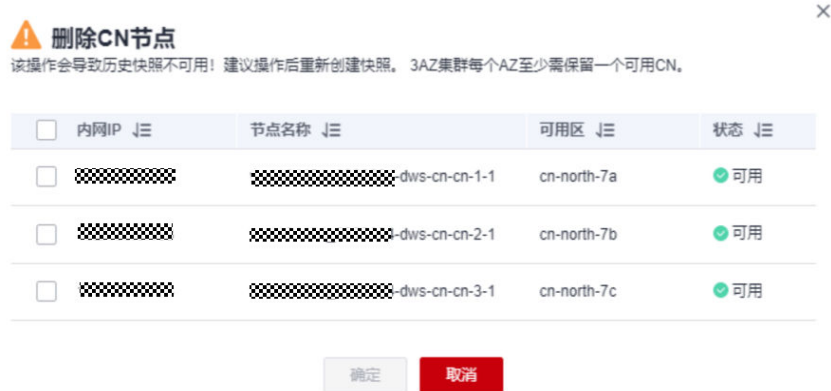 删除CN节点
该操作会导致历史快照不可用！建议操作后重新创建快照。 3AZ集群每个AZ至少需保留一个可用CN。
内网IP 节点名称 可用区 状态
-dws-cn-cn-1-1 cn-north-7a 可用
-dws-cn-cn-2-1 cn-north-7b 可用
-dws-cn-cn-3-1 cn-north-7c 可用
确定 取消